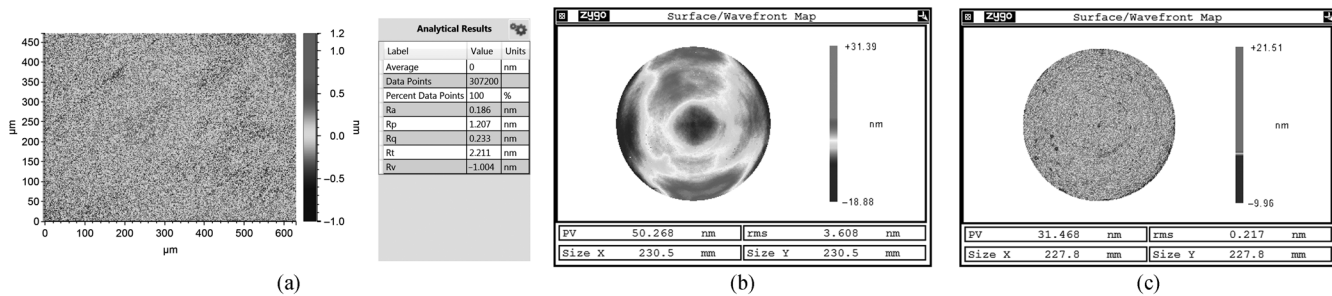 450
400
350
300
250
200
150
100
50
0
0 100 200 300 400 500 600
µm
µm
1.2
1.0
0.5
0.0
−0.5
−1.0
nm
Analytical Results
Label Value Units
Average 0 nm
Data Points 307200
Percent Data Points 100 %
Ra 0.186 nm
Rp 1.207 nm
Rq 0.233 nm
Rt 2.211 nm
Rv −1.004 nm
(a)
zygo Surface/Wavefront Map
+31.39
nm
−18.88
PV 50.268 nm rms 3.608 nm
Size X 230.5 mm Size Y 230.5 mm
(b)
zygo Surface/Wavefront Map
+21.51
nm
−9.96
PV 31.468 nm rms 0.217 nm
Size X 227.8 mm Size Y 227.8 mm
(c)